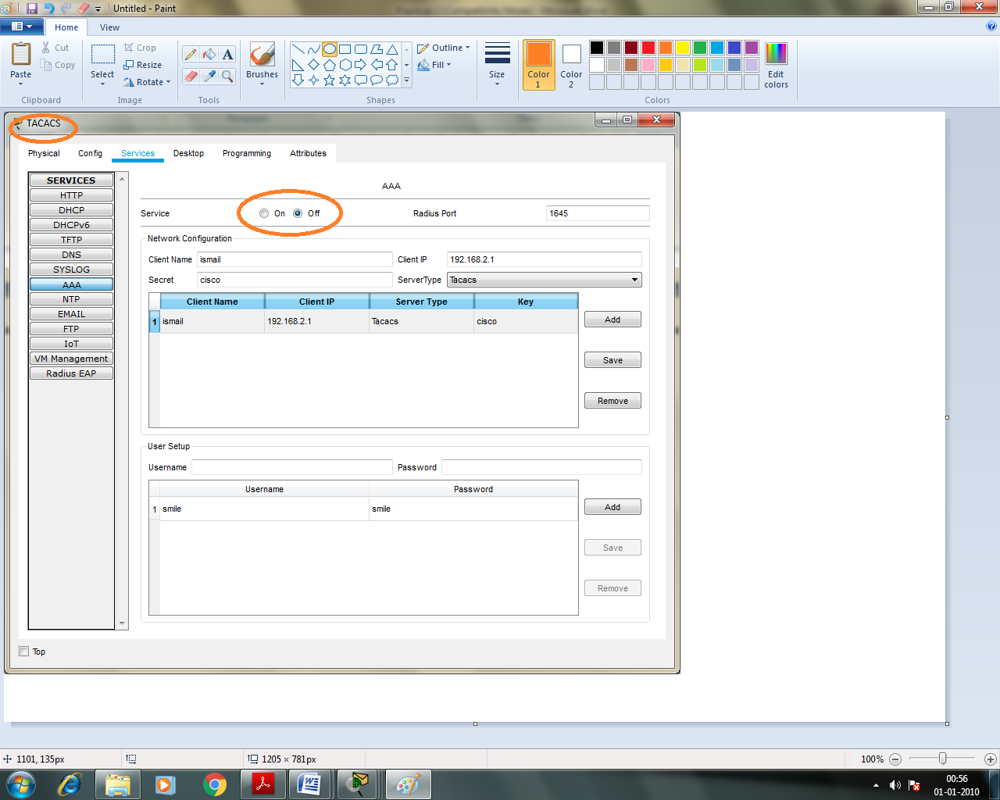 Untitled - Paint
Home View
Paste
Cut
Copy
Clipboard
Select
Crop
Resize
Rotate
Image
A
Tools
Brushes
Outline
Fill
Shapes
Size
Color 1
Color 2
Edit colors
Colors
TACACS
Physical Config Services Desktop Programming Attributes
SERVICES
HTTP
DHCP
DHCPv6
TFTP
DNS
SYSLOG
AAA
NTP
EMAIL
FTP
IoT
VM Management
Radius EAP
AAA
Service On Off Radius Port 1645
Network Configuration
Client Name ismail Client IP 192.168.2.1
Secret cisco ServerType Tacacs
Client Name Client IP Server Type Key
1 ismail 192.168.2.1 Tacacs cisco
Add
Save
Remove
User Setup
Username Password
Username Password
1 smile smile
Add
Save
Remove
Top
1101, 135px 1205 × 781px 100%
00:56
01-01-2010